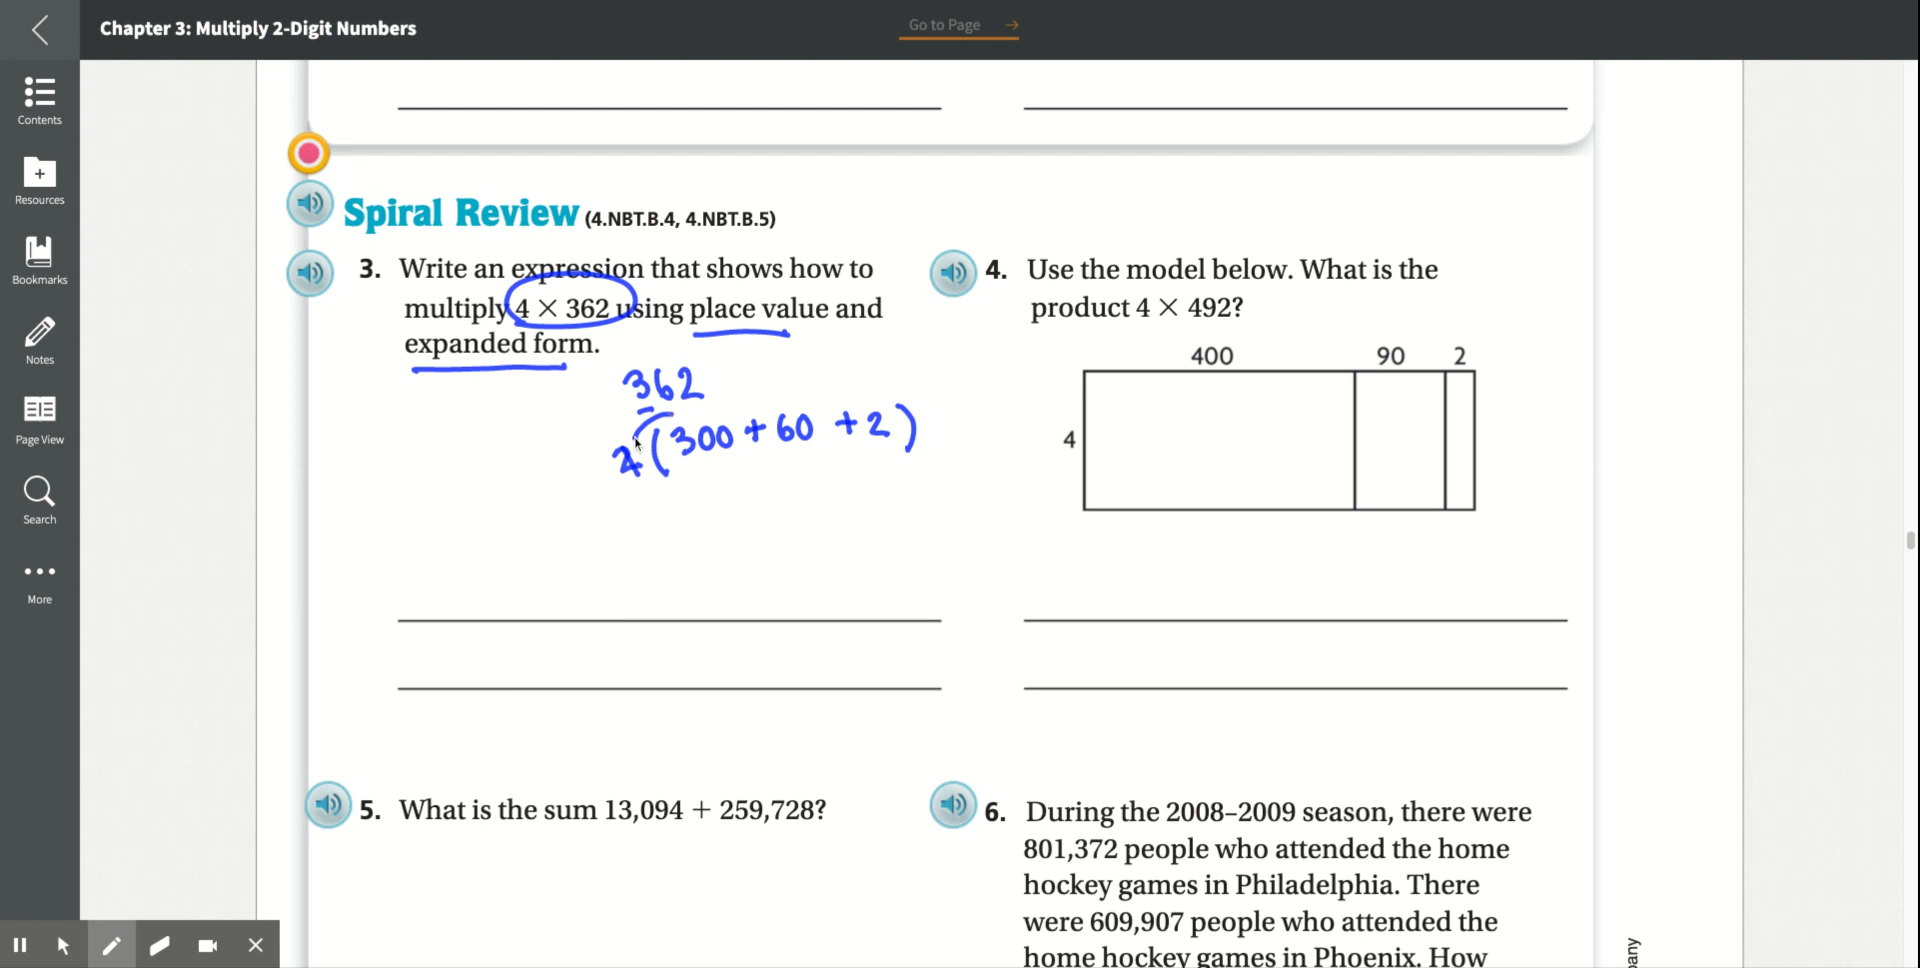 Chapter 3: Multiply 2-Digit Numbers
Go to Page →
Contents
Resources
Bookmarks
Notes
Page View
Search
More
Spiral Review (4.NBT.B.4, 4.NBT.B.5)
3. Write an expression that shows how to
multiply 4 × 362 using place value and
expanded form.
362
4(300 + 60 + 2)
4. Use the model below. What is the
product 4 × 492?
400 90 2
4
5. What is the sum 13,094 + 259,728?
6. During the 2008–2009 season, there were
801,372 people who attended the home
hockey games in Philadelphia. There
were 609,907 people who attended the
home hockey games in Phoenix. How
pany